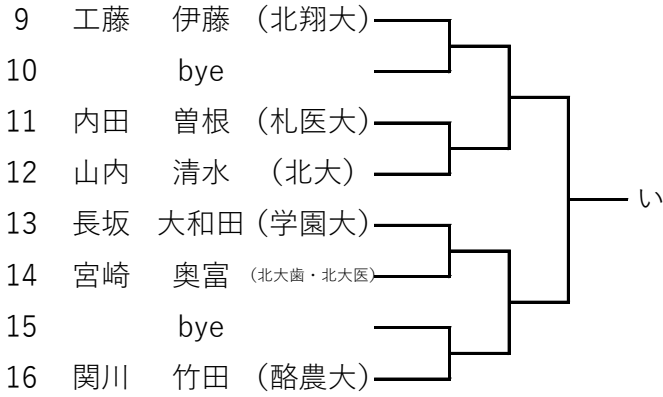 9 工藤 伊藤 (北翔大)
10 bye
11 内田 曽根 (札医大)
12 山内 清水 (北大)
13 長坂 大和田 (学園大)
い
14 宮崎 奥富 (北大歯・北大医)
15 bye
16 関川 竹田 (酪農大)